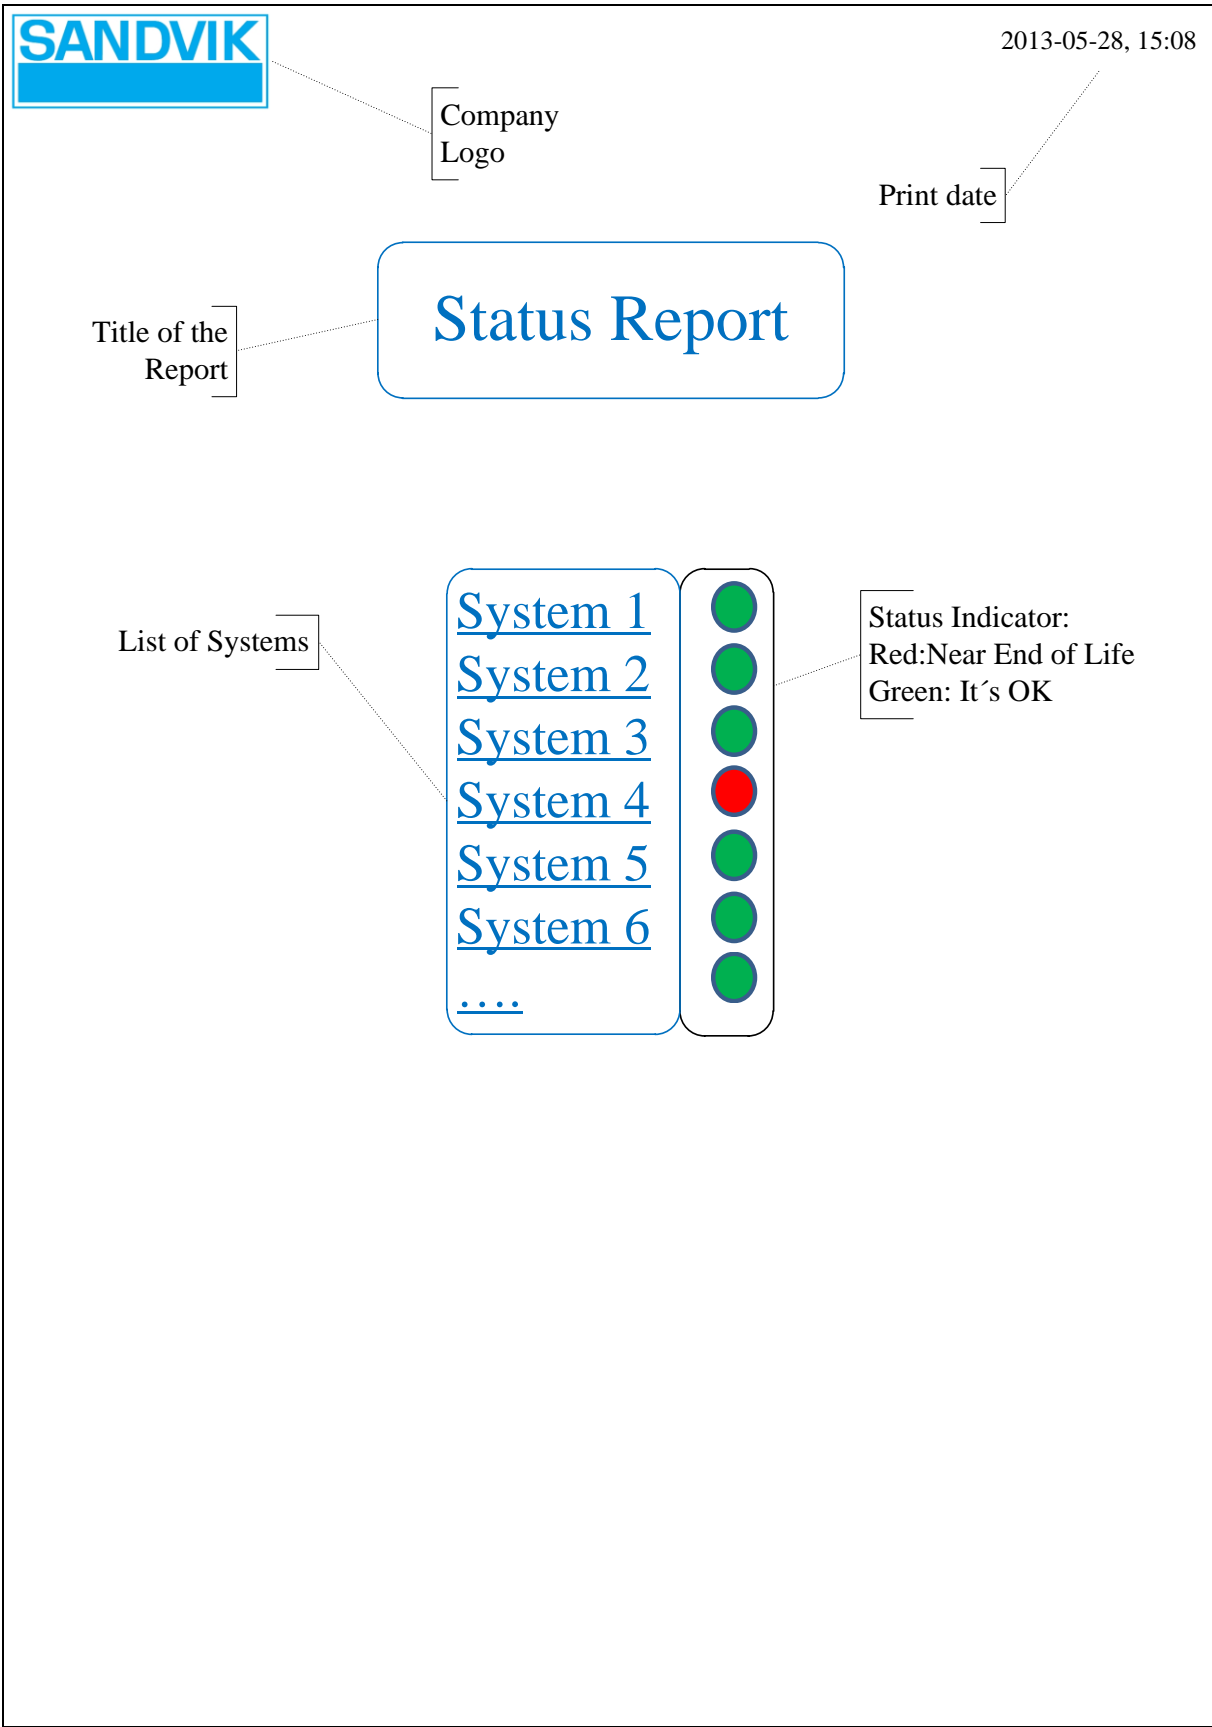 SANDVIK
2013-05-28, 15:08
Company
Logo
Print date
Status Report
Title of the
Report
List of Systems
System 1
System 2
System 3
System 4
System 5
System 6
....
Status Indicator:
Red:Near End of Life
Green: It´s OK